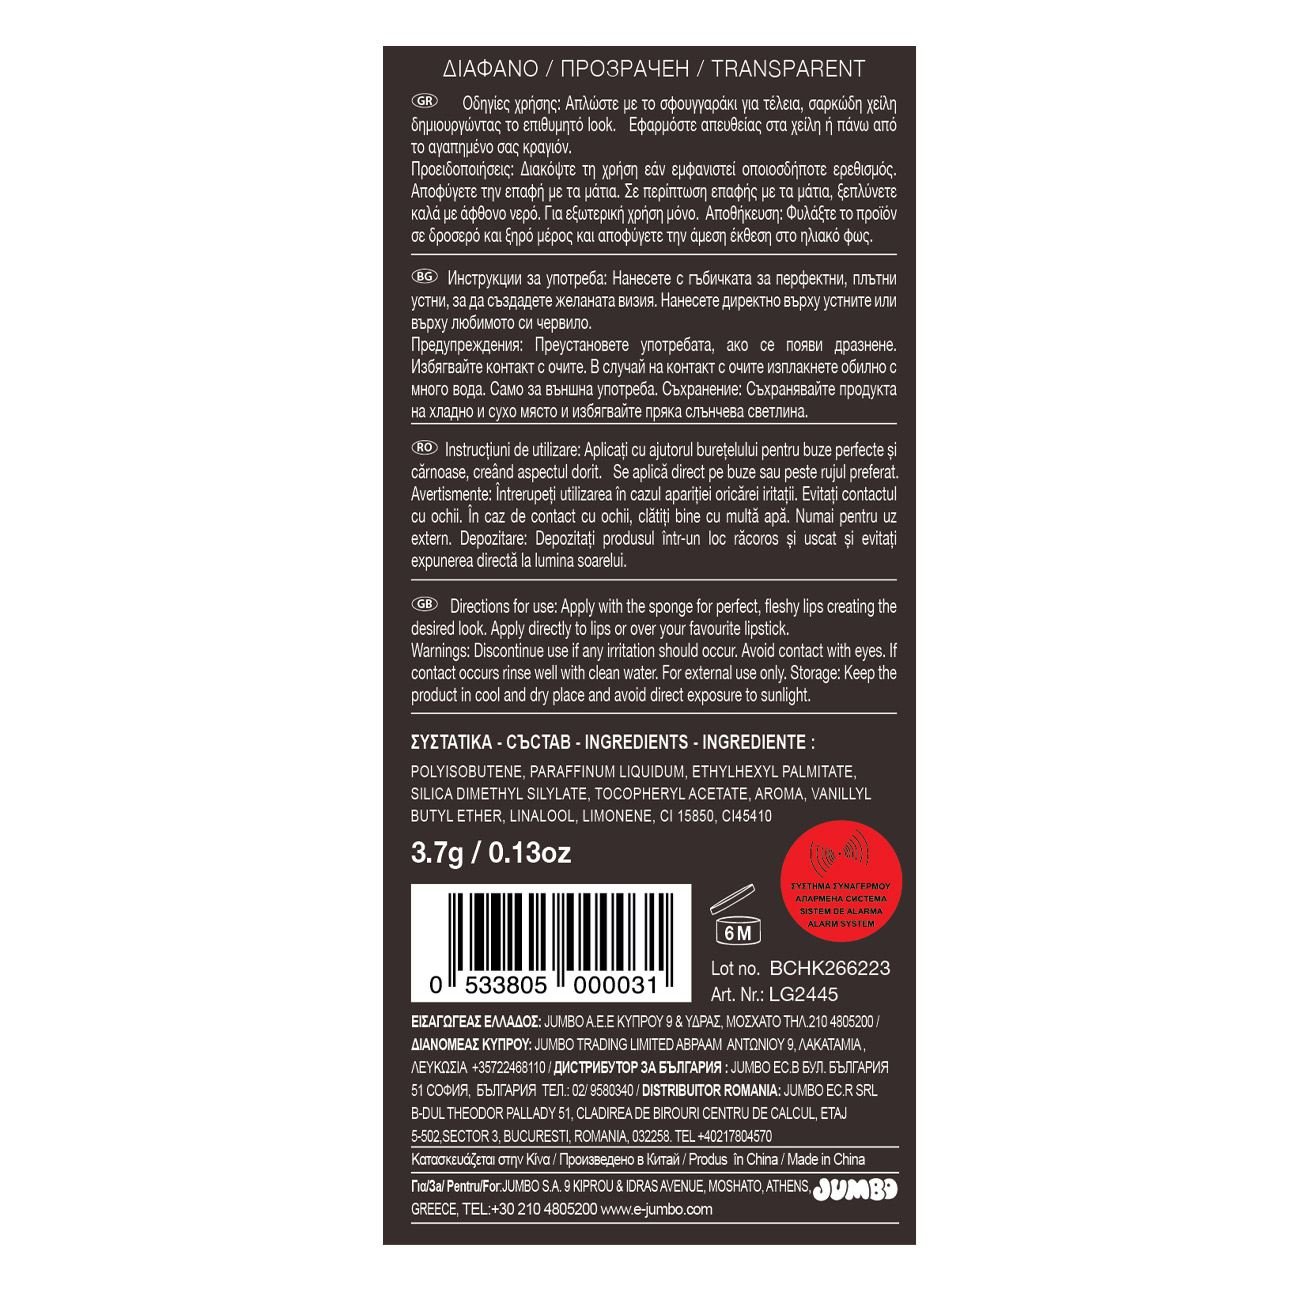 ΔΙΑΦΑΝΟ / ПРОЗРАЧЕН / TRANSPARENT
GR Οδηγίες χρήσης: Απλώστε με το σφουγγαράκι για τέλεια, σαρκώδη χείλη
δημιουργώντας το επιθυμητό look. Εφαρμόστε απευθείας στα χείλη ή πάνω από
το αγαπημένο σας κραγιόν.
Προειδοποιήσεις: Διακόψτε τη χρήση εάν εμφανιστεί οποιοσδήποτε ερεθισμός.
Αποφύγετε την επαφή με τα μάτια. Σε περίπτωση επαφής με τα μάτια, ξεπλύνετε
καλά με άφθονο νερό. Για εξωτερική χρήση μόνο. Αποθήκευση: Φυλάξτε το προϊόν
σε δροσερό και ξηρό μέρος και αποφύγετε την άμεση έκθεση στο ηλιακό φως.
BG Инструкции за употреба: Нанесете с гъбичката за перфектни, плътни
устни, за да създадете желаната визия. Нанесете директно върху устните или
върху любимото си червило.
Предупреждения: Преустановете употребата, ако се появи дразнене.
Избягвайте контакт с очите. В случай на контакт с очите изплакнете обилно с
много вода. Само за външна употреба. Съхранение: Съхранявайте продукта
на хладно и сухо място и избягвайте пряка слънчева светлина.
RO Instrucțiuni de utilizare: Aplicați cu ajutorul burețelului pentru buze perfecte și
cărnoase, creând aspectul dorit. Se aplică direct pe buze sau peste rujul preferat.
Avertismente: Întrerupeți utilizarea în cazul apariției oricărei iritații. Evitați contactul
cu ochii. În caz de contact cu ochii, clătiți bine cu multă apă. Numai pentru uz
extern. Depozitare: Depozitați produsul într-un loc răcoros și uscat și evitați
expunerea directă la lumina soarelui.
GB Directions for use: Apply with the sponge for perfect, fleshy lips creating the
desired look. Apply directly to lips or over your favourite lipstick.
Warnings: Discontinue use if any irritation should occur. Avoid contact with eyes. If
contact occurs rinse well with clean water. For external use only. Storage: Keep the
product in cool and dry place and avoid direct exposure to sunlight.
ΣΥΣΤΑΤΙΚΑ - СЪСТАВ - INGREDIENTS - INGREDIENTE :
POLYISOBUTENE, PARAFFINUM LIQUIDUM, ETHYLHEXYL PALMITATE,
SILICA DIMETHYL SILYLATE, TOCOPHERYL ACETATE, AROMA, VANILLYL
BUTYL ETHER, LINALOOL, LIMONENE, CI 15850, CI45410
3.7g / 0.13oz
ΣΥΣΤΗΜΑ ΣΥΝΑΓΕΡΜΟΥ
АЛАРМЕНА СИСТЕМА
SISTEM DE ALARMA
ALARM SYSTEM
6 M
0 533805 000031
Lot no. BCHK266223
Art. Nr.: LG2445
ΕΙΣΑΓΩΓΕΑΣ ΕΛΛΑΔΟΣ: JUMBO A.E.E ΚΥΠΡΟΥ 9 & ΥΔΡΑΣ, ΜΟΣΧΑΤΟ ΤΗΛ.210 4805200 /
ΔΙΑΝΟΜΕΑΣ ΚΥΠΡΟΥ: JUMBO TRADING LIMITED ΑΒΡΑΑΜ ΑΝΤΩΝΙΟΥ 9, ΛΑΚΑΤΑΜΙΑ ,
ΛΕΥΚΩΣΙΑ +35722468110 / ДИСТРИБУТОР ЗА БЪЛГАРИЯ : JUMBO EC.B БУЛ. БЪЛГАРИЯ
51 СОФИЯ, БЪЛГАРИЯ ТЕЛ.: 02/ 9580340 / DISTRIBUITOR ROMANIA: JUMBO EC.R SRL
B-DUL THEODOR PALLADY 51, CLADIREA DE BIROURI CENTRU DE CALCUL, ETAJ
5-502,SECTOR 3, BUCURESTI, ROMANIA, 032258. TEL +40217804570
Κατασκευάζεται στην Κίνα / Произведено в Китай / Produs în China / Made in China
Για/За/ Pentru/For:JUMBO S.A. 9 KIPROU & IDRAS AVENUE, MOSHATO, ATHENS, JUMBO
GREECE, TEL:+30 210 4805200 www.e-jumbo.com